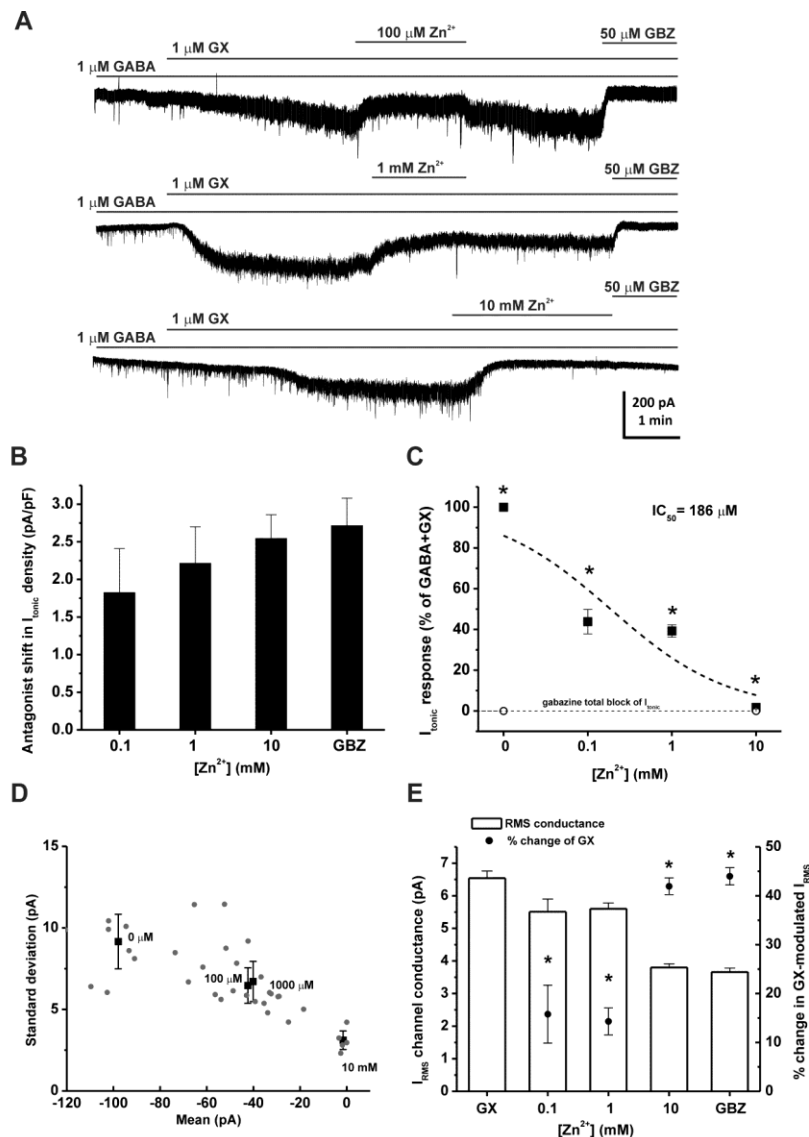 A
100 μM Zn²⁺
50 μM GBZ
1 μM GX
1 μM GABA
1 mM Zn²⁺
50 μM GBZ
1 μM GX
1 μM GABA
50 μM GBZ
10 mM Zn²⁺
1 μM GX
1 μM GABA
200 pA
1 min
B
Antagonist shift in Itonic density (pA/pF)
3.0
2.5
2.0
1.5
1.0
0.5
0.0
0.1 1 10 GBZ
[Zn²⁺] (mM)
C
Itonic response (% of GABA+GX)
100
80
60
40
20
0
* * * *
IC50= 186 μM
gabazine total block of Itonic
0 0.1 1 10
[Zn²⁺] (mM)
D
Standard deviation (pA)
15
10
5
0
0 μM
100 μM
1000 μM
10 mM
-120 -100 -80 -60 -40 -20 0
Mean (pA)
E
RMS conductance
% change of GX
IRMS channel conductance (pA)
7
6
5
4
3
2
1
0
* * * *
50
40
30
20
10
0
% change in GX-modulated IRMS
GX 0.1 1 10 GBZ
[Zn²⁺] (mM)